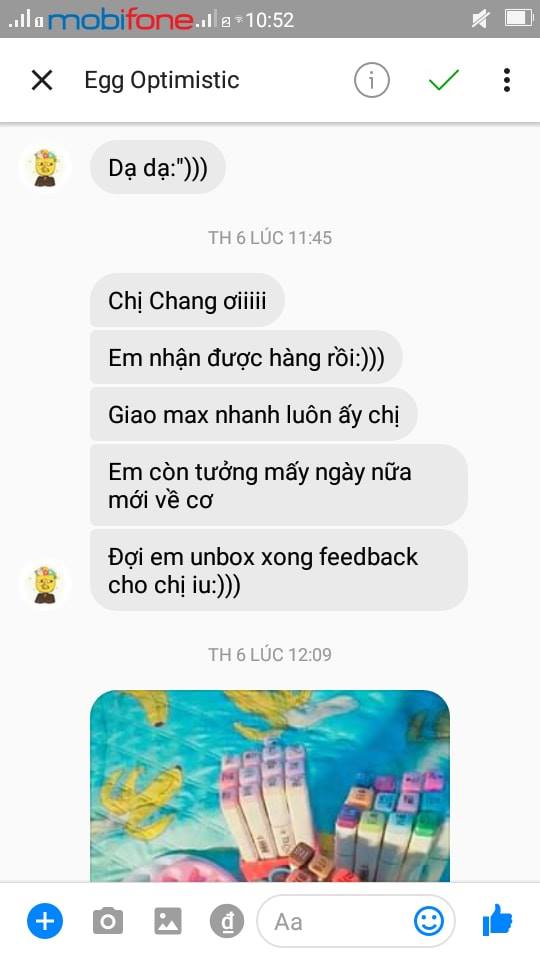 mobifone 10:52
Egg Optimistic
Dạ dạ:")))
TH 6 LÚC 11:45
Chị Chang ơiiiii
Em nhận được hàng rồi:)))
Giao max nhanh luôn ấy chị
Em còn tưởng mấy ngày nữa
mới về cơ
Đợi em unbox xong feedback
cho chị iu:)))
TH 6 LÚC 12:09
Aa